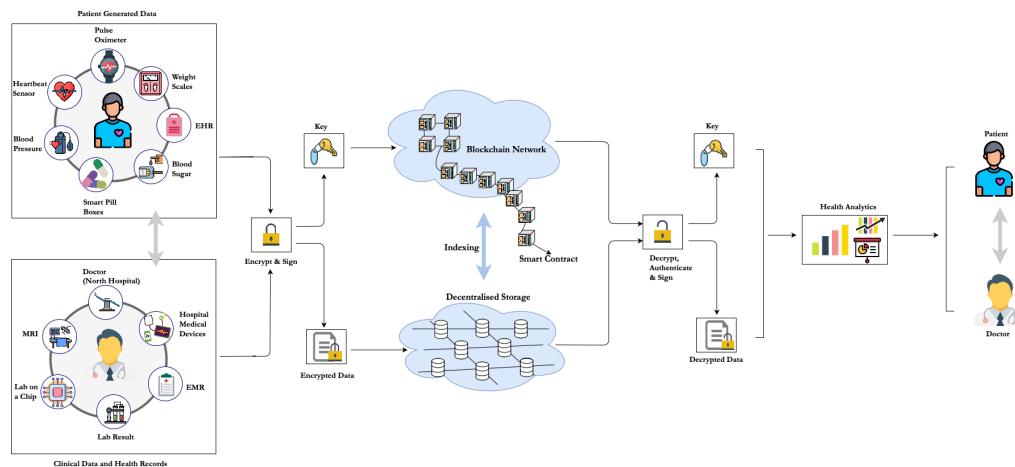 Patient Generated Data
Pulse
Oximeter
Heartbeat
Sensor
Weight
Scales
EHR
Blood
Pressure
Blood
Sugar
Smart Pill
Boxes
Doctor
(North Hospital)
MRI
Hospital
Medical
Devices
Lab on
a Chip
EMR
Lab Result
Clinical Data and Health Records
Encrypt & Sign
Key
Encrypted Data
Blockchain Network
Indexing
Smart Contract
Decentralised Storage
Decrypt,
Authenticate
& Sign
Key
Decrypted Data
Health Analytics
Patient
Doctor